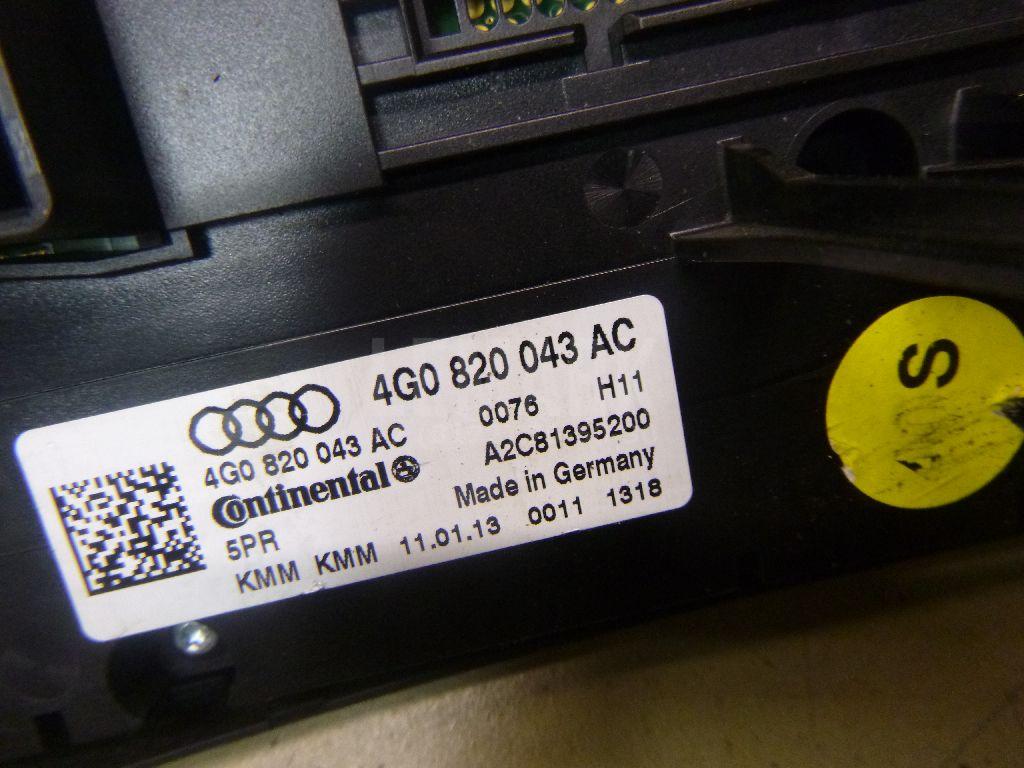 4G0 820 043 AC
0076 H11
4G0 820 043 AC
A2C81395200
Continental
Made in Germany
5PR
KMM KMM 11.01.13 0011 1318
S